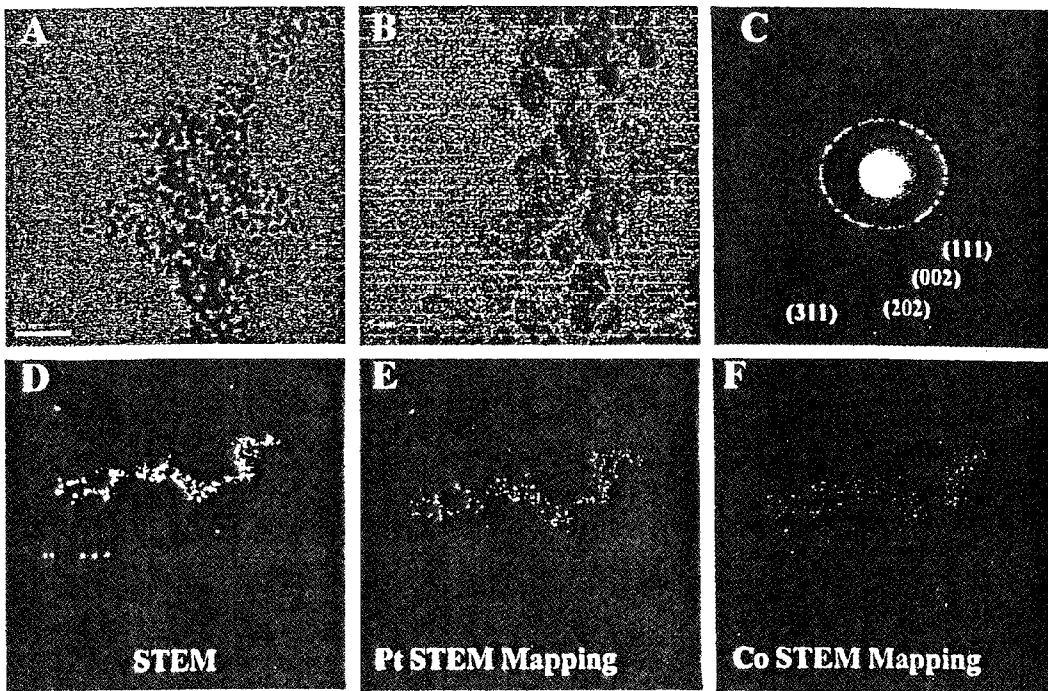 A
B
C
(111)
(002)
(202)
(311)
D
STEM
E
Pt STEM Mapping
F
Co STEM Mapping